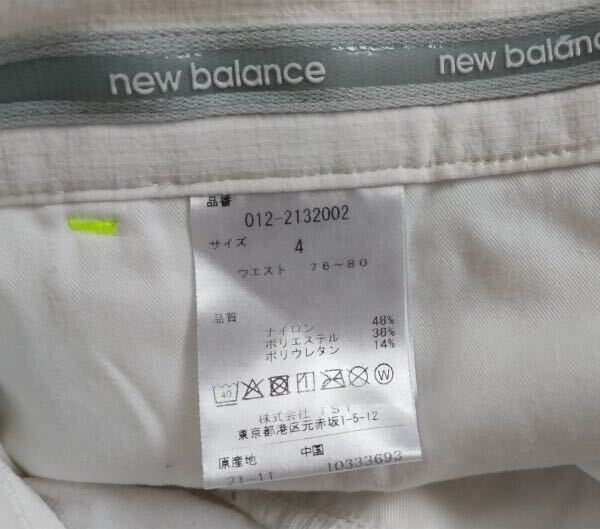 new balance
new balanc
品番
012-2132002
サイズ 4
ウエスト 76～80
品質
ナイロン 48%
ポリエステル 38%
ポリウレタン 14%
40
W
株式会社 TSI
東京都港区元赤坂1-5-12
原産地 中国
21-11 10333693